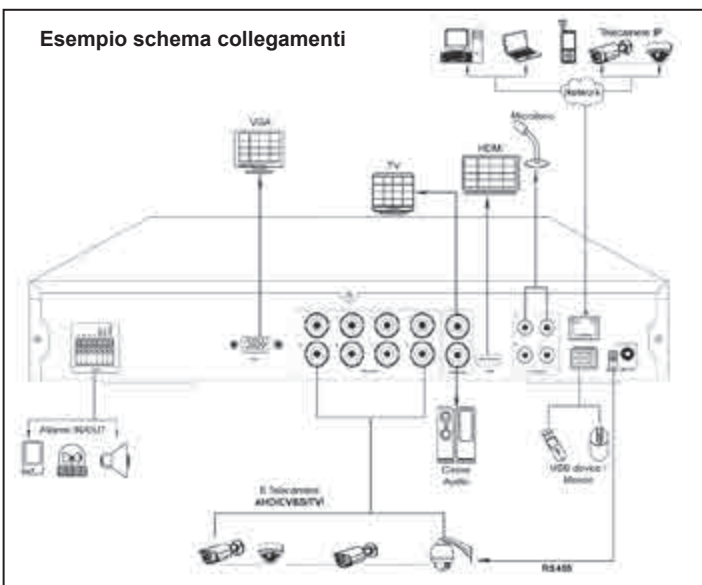 Esempio schema collegamenti
Telecamere IP
Network
Microfono
VGA
HDMI
TV
Allarme IN/OUT
Casse
Audio
USB device /
Mouse
8 Telecamere
AHD/CVBS/TVI
RS485